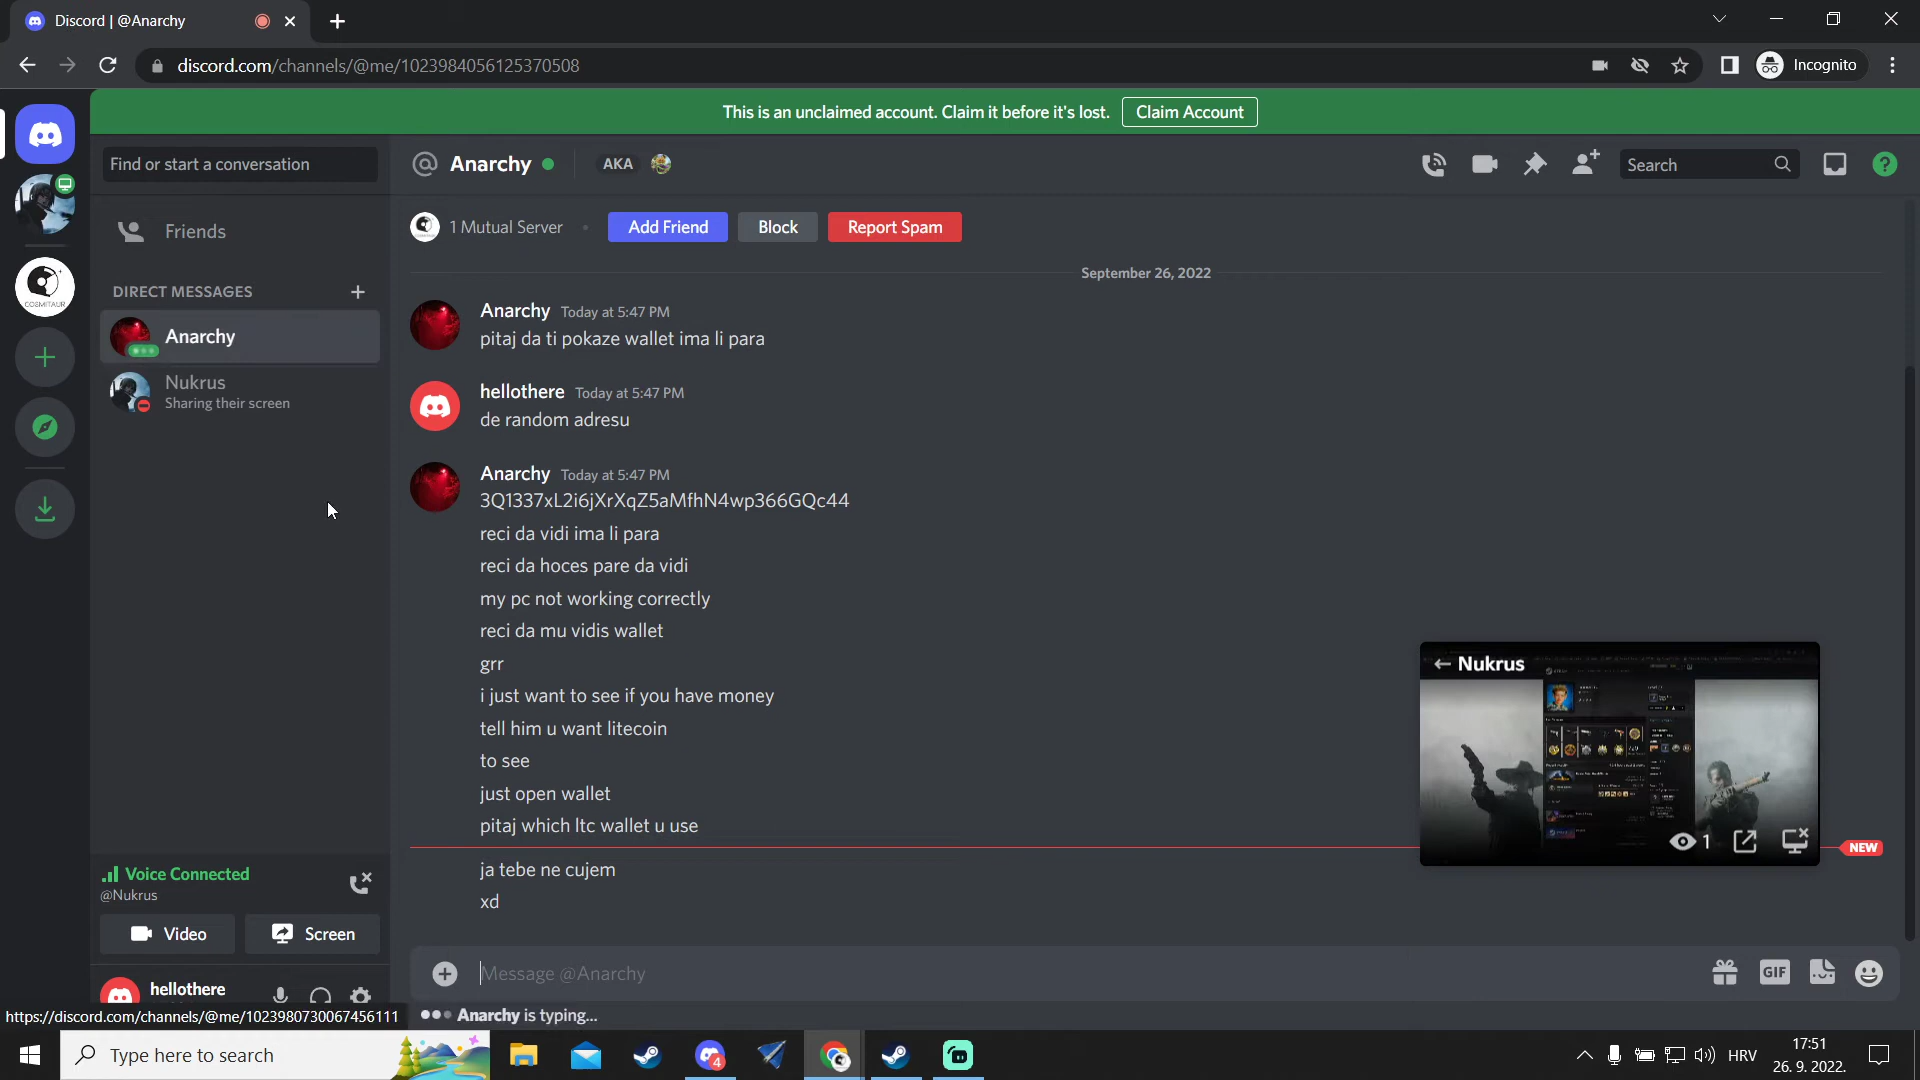 Discord | @Anarchy
discord.com/channels/@me/1023984056125370508
Incognito
This is an unclaimed account. Claim it before it's lost.
Claim Account
Find or start a conversation
Anarchy
AKA
Search
Friends
1 Mutual Server
Add Friend
Block
Report Spam
DIRECT MESSAGES
Anarchy
Nukrus
Sharing their screen
COSMITAUR
September 26, 2022
Anarchy Today at 5:47 PM
pitaj da ti pokaze wallet ima li para
hellothere Today at 5:47 PM
de random adresu
Anarchy Today at 5:47 PM
3Q1337xL2i6jXrXqZ5aMfhN4wp366GQc44
reci da vidi ima li para
reci da hoces pare da vidi
my pc not working correctly
reci da mu vidis wallet
grr
i just want to see if you have money
tell him u want litecoin
to see
just open wallet
pitaj which ltc wallet u use
NEW
ja tebe ne cujem
xd
Nukrus
1
Voice Connected
@Nukrus
Video
Screen
hellothere
Message @Anarchy
GIF
https://discord.com/channels/@me/1023980730067456111
Anarchy is typing...
Type here to search
4
HRV
17:51
26. 9. 2022.